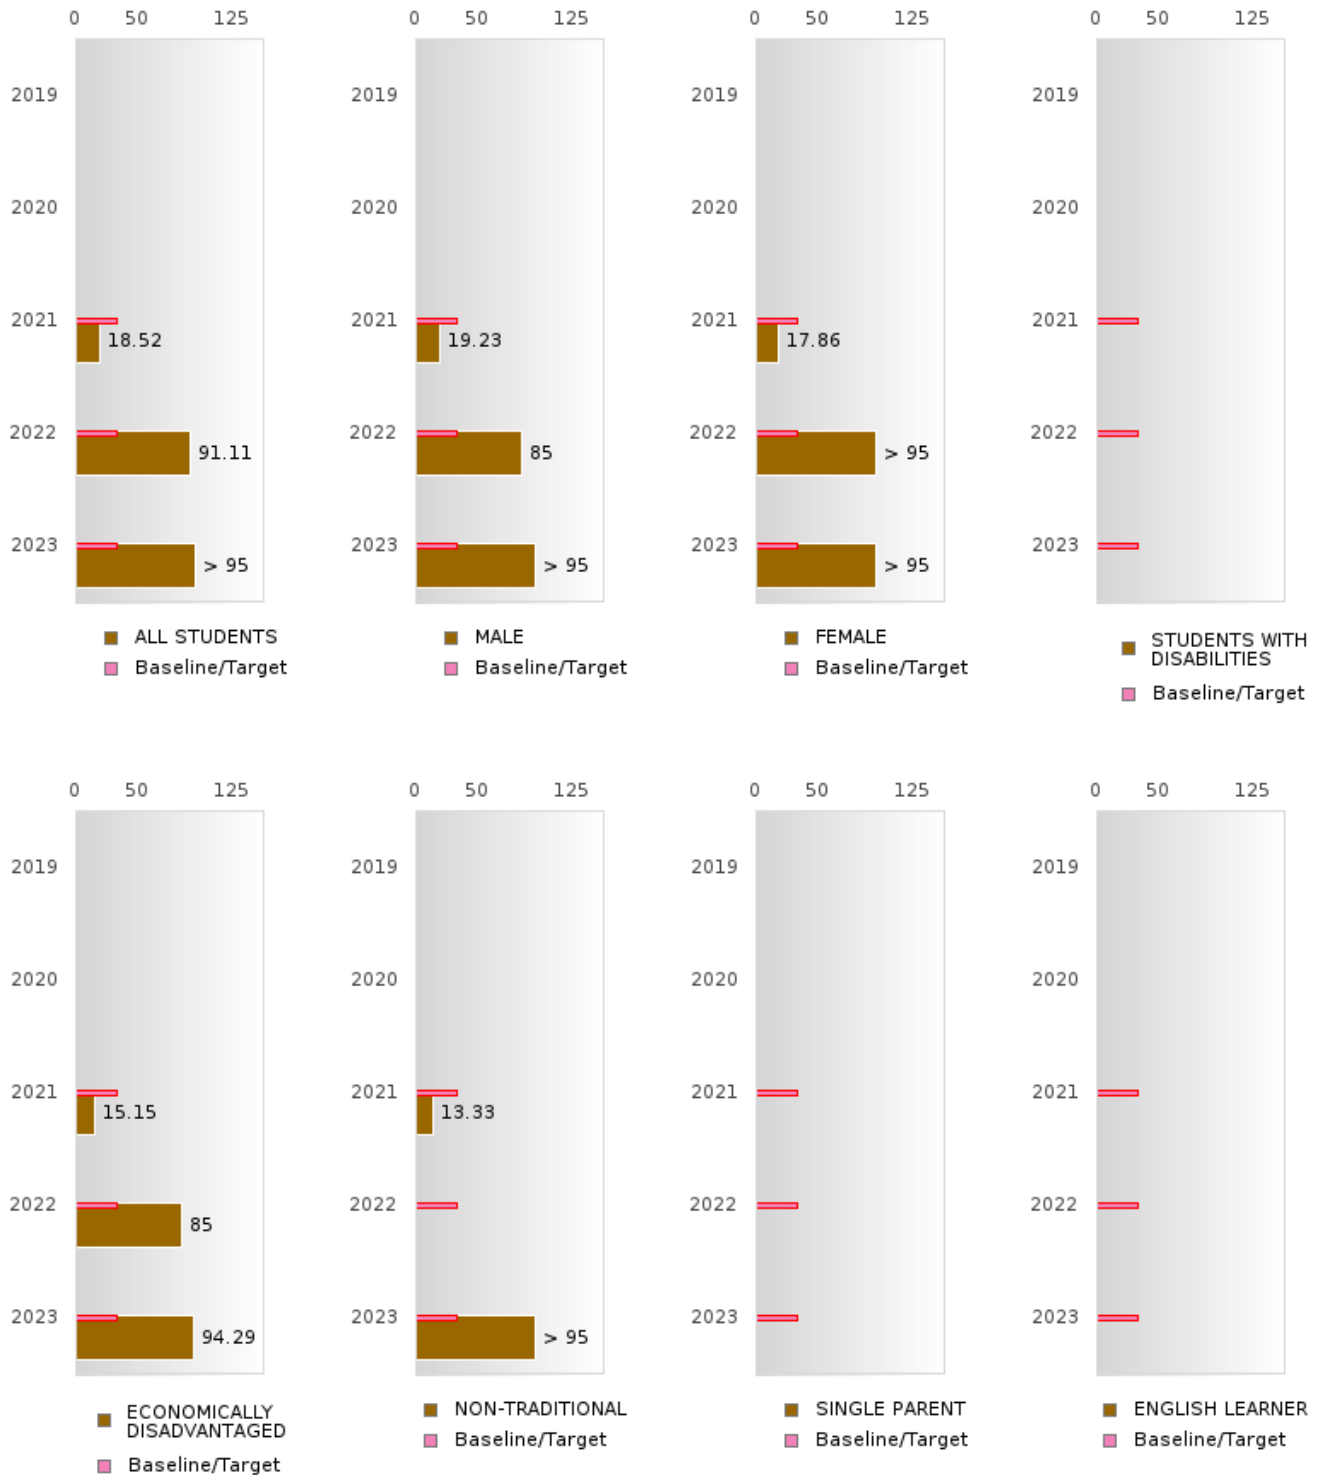 0 50 125 0 50 125 0 50 125 0 50 125
2019 2019 2019 2019
2020 2020 2020 2020
2021 2021 2021 2021
18.52 19.23 17.86
2022 2022 2022 2022
91.11 85 > 95
2023 2023 2023 2023
> 95 > 95 > 95
ALL STUDENTS
Baseline/Target
MALE
Baseline/Target
FEMALE
Baseline/Target
STUDENTS WITH
DISABILITIES
Baseline/Target
0 50 125 0 50 125 0 50 125 0 50 125
2019 2019 2019 2019
2020 2020 2020 2020
2021 2021 2021 2021
15.15 13.33
2022 2022 2022 2022
85
2023 2023 2023 2023
94.29 > 95
ECONOMICALLY
DISADVANTAGED
Baseline/Target
NON-TRADITIONAL
Baseline/Target
SINGLE PARENT
Baseline/Target
ENGLISH LEARNER
Baseline/Target